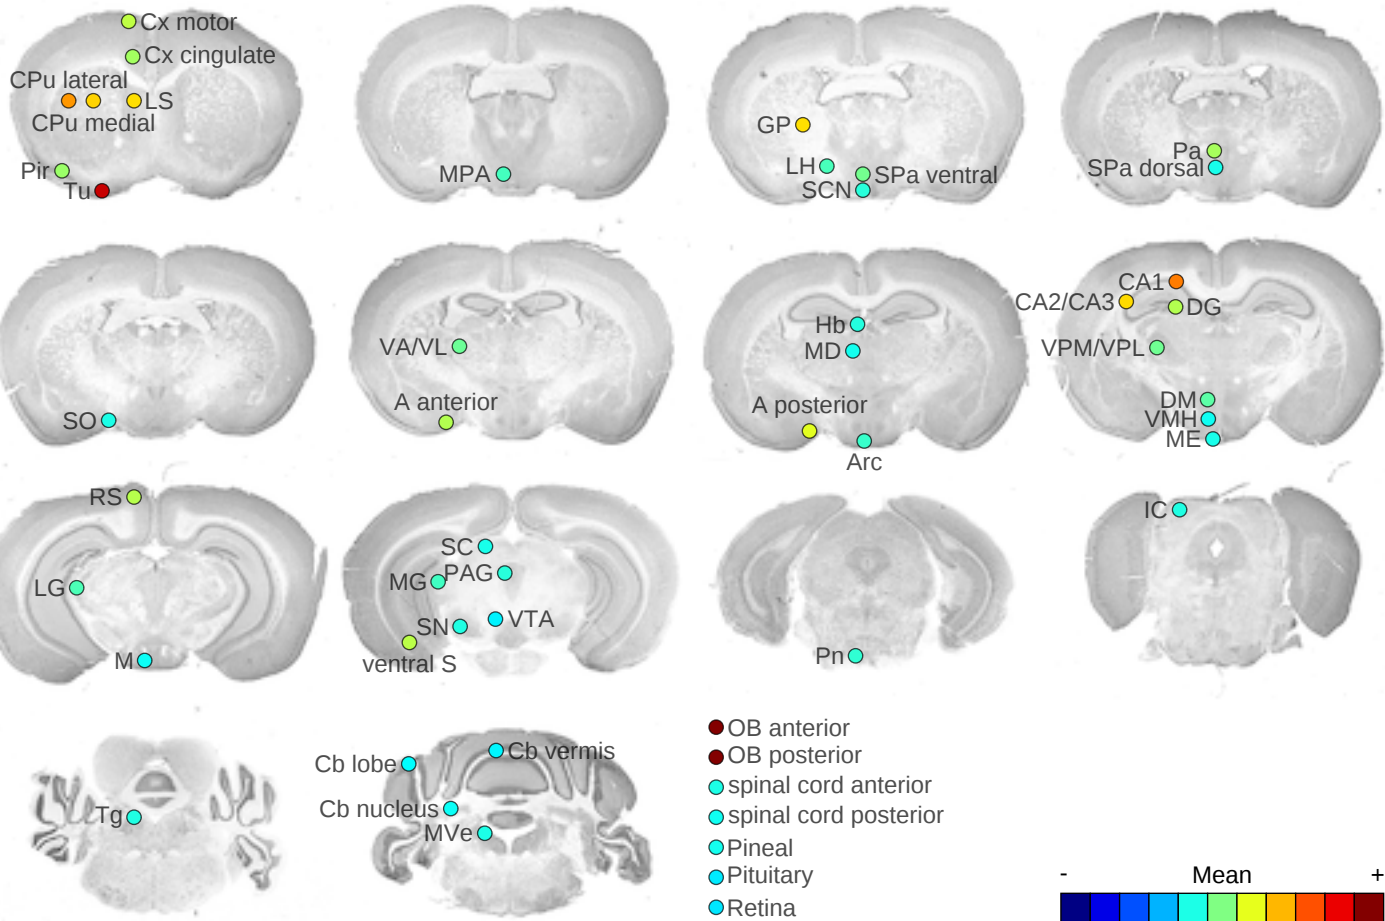 Cx motor
Cx cingulate
CPu lateral
LS
CPu medial
Pir
Tu
MPA
GP
LH
SPa ventral
SCN
Pa
SPa dorsal
SO
VA/VL
A anterior
Hb
MD
A posterior
Arc
CA1
CA2/CA3
DG
VPM/VPL
DM
VMH
ME
RS
LG
M
SC
PAG
MG
VTA
SN
ventral S
Pn
IC
Tg
Cb vermis
Cb lobe
Cb nucleus
MVe
OB anterior
OB posterior
spinal cord anterior
spinal cord posterior
Pineal
Pituitary
Retina
- Mean +